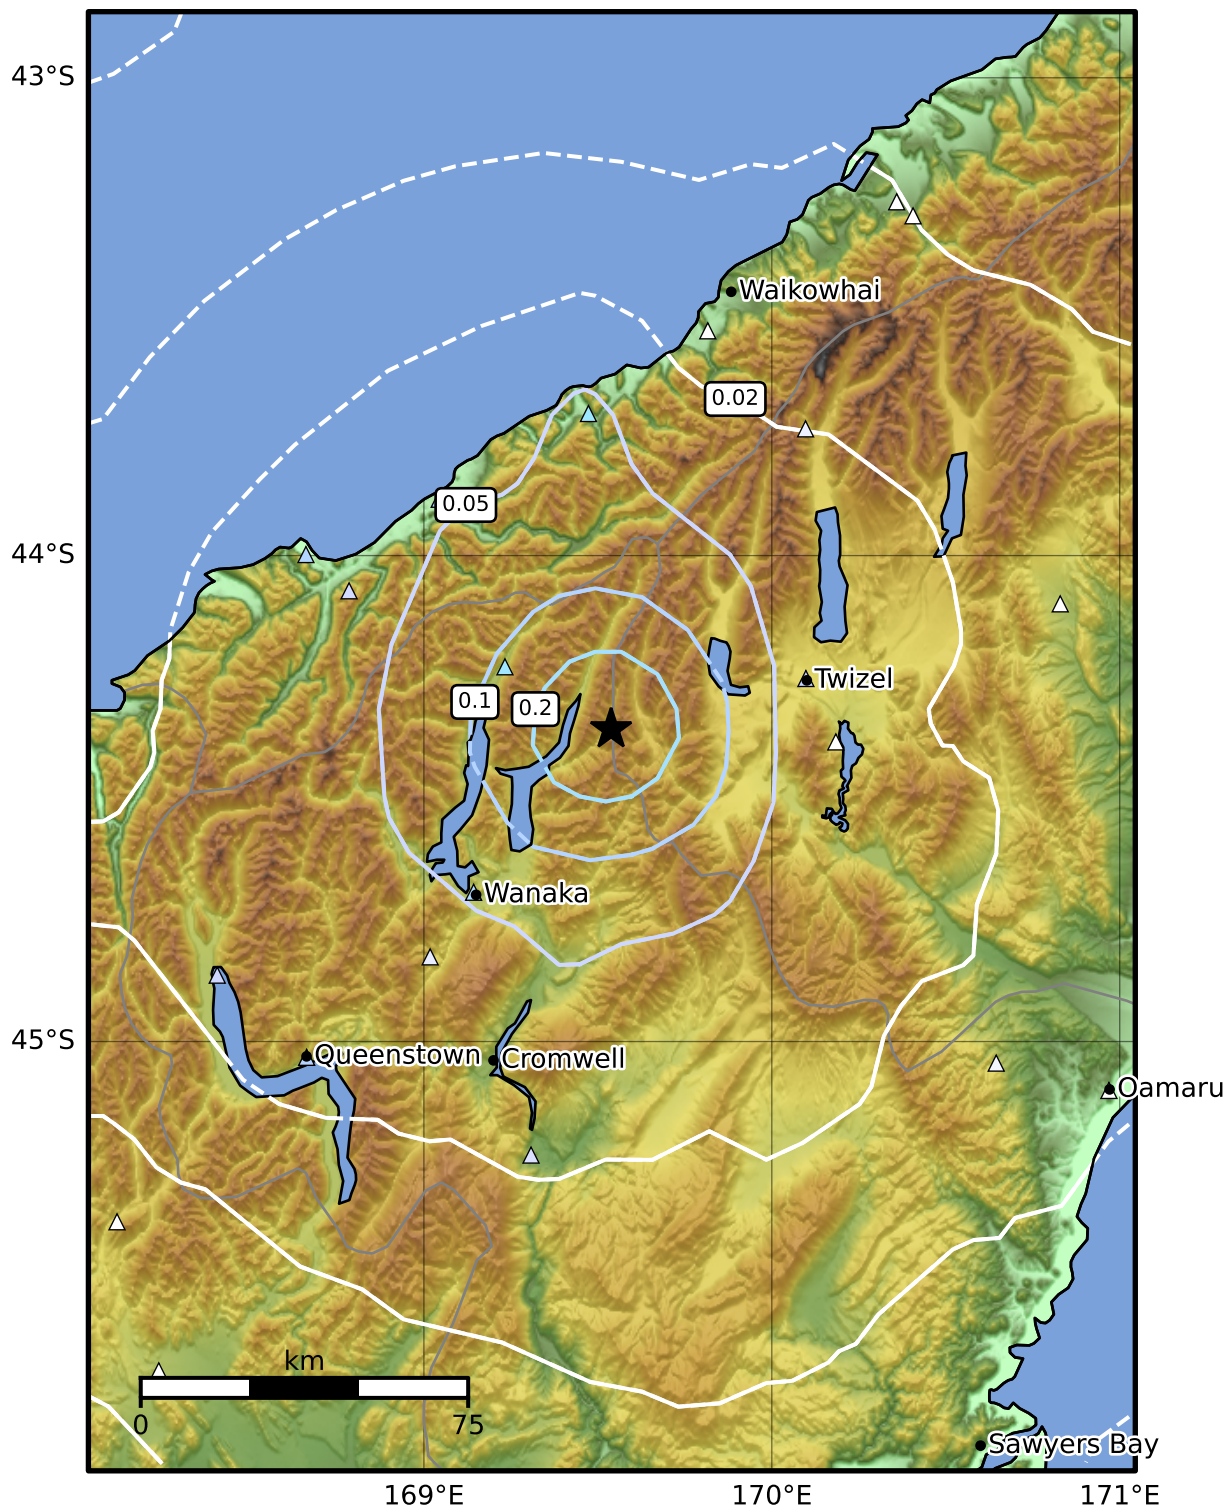 43°S
Waikowhai
0.02
0.05
44°S
Twizel
0.1
0.2
Wanaka
45°S
Queenstown
Cromwell
Oamaru
km
0 75
Sawyers Bay
169°E 170°E 171°E